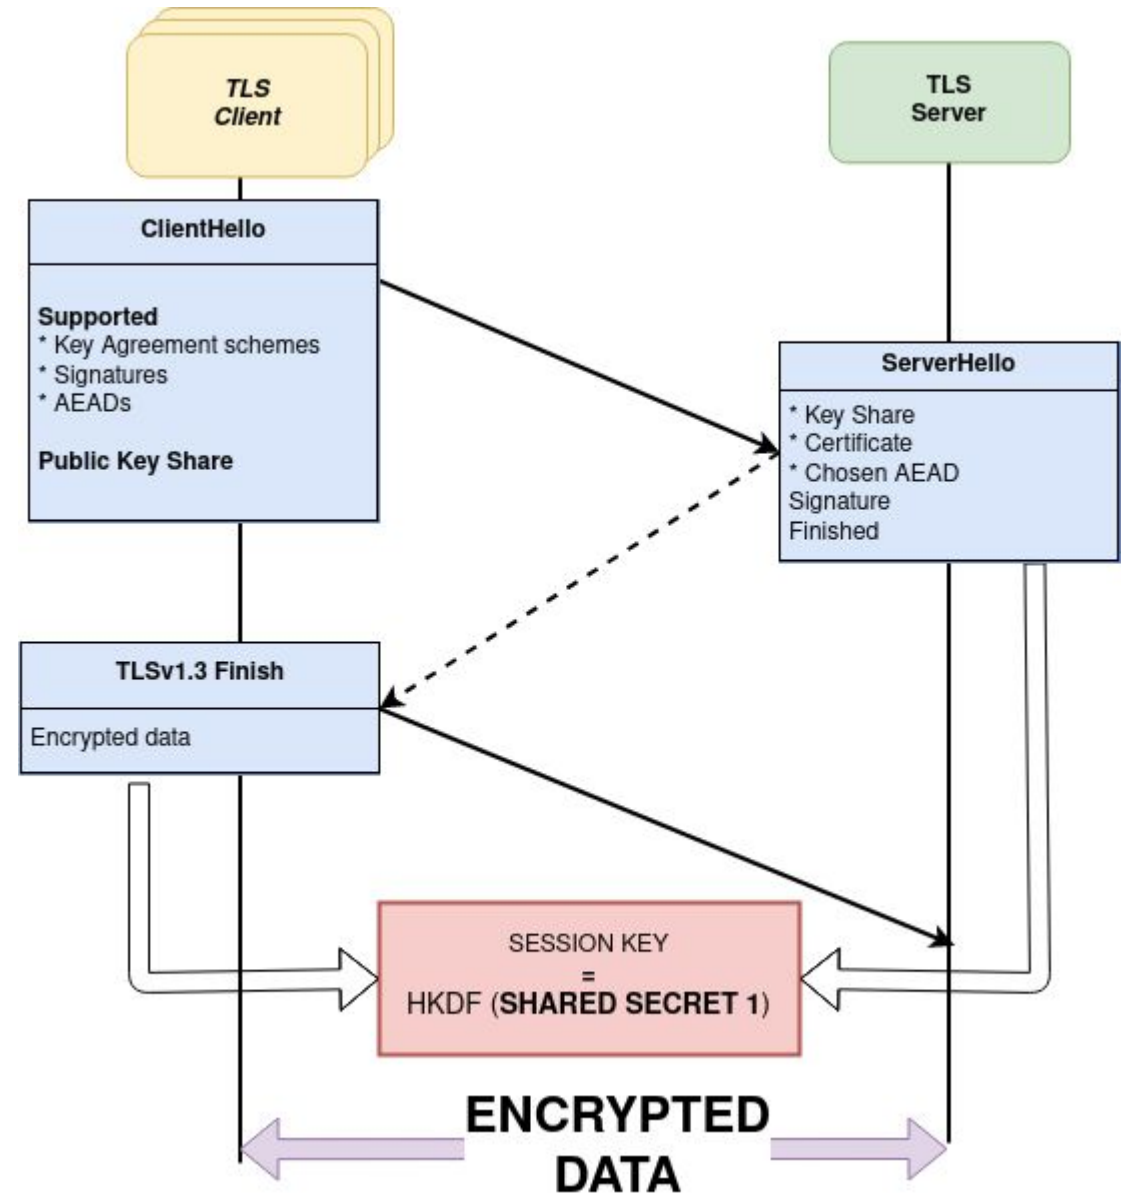 TLS
Client
TLS
Server
ClientHello
Supported
* Key Agreement schemes
* Signatures
* AEADs
Public Key Share
ServerHello
* Key Share
* Certificate
* Chosen AEAD
Signature
Finished
TLSv1.3 Finish
Encrypted data
SESSION KEY
=
HKDF (SHARED SECRET 1)
ENCRYPTED
DATA